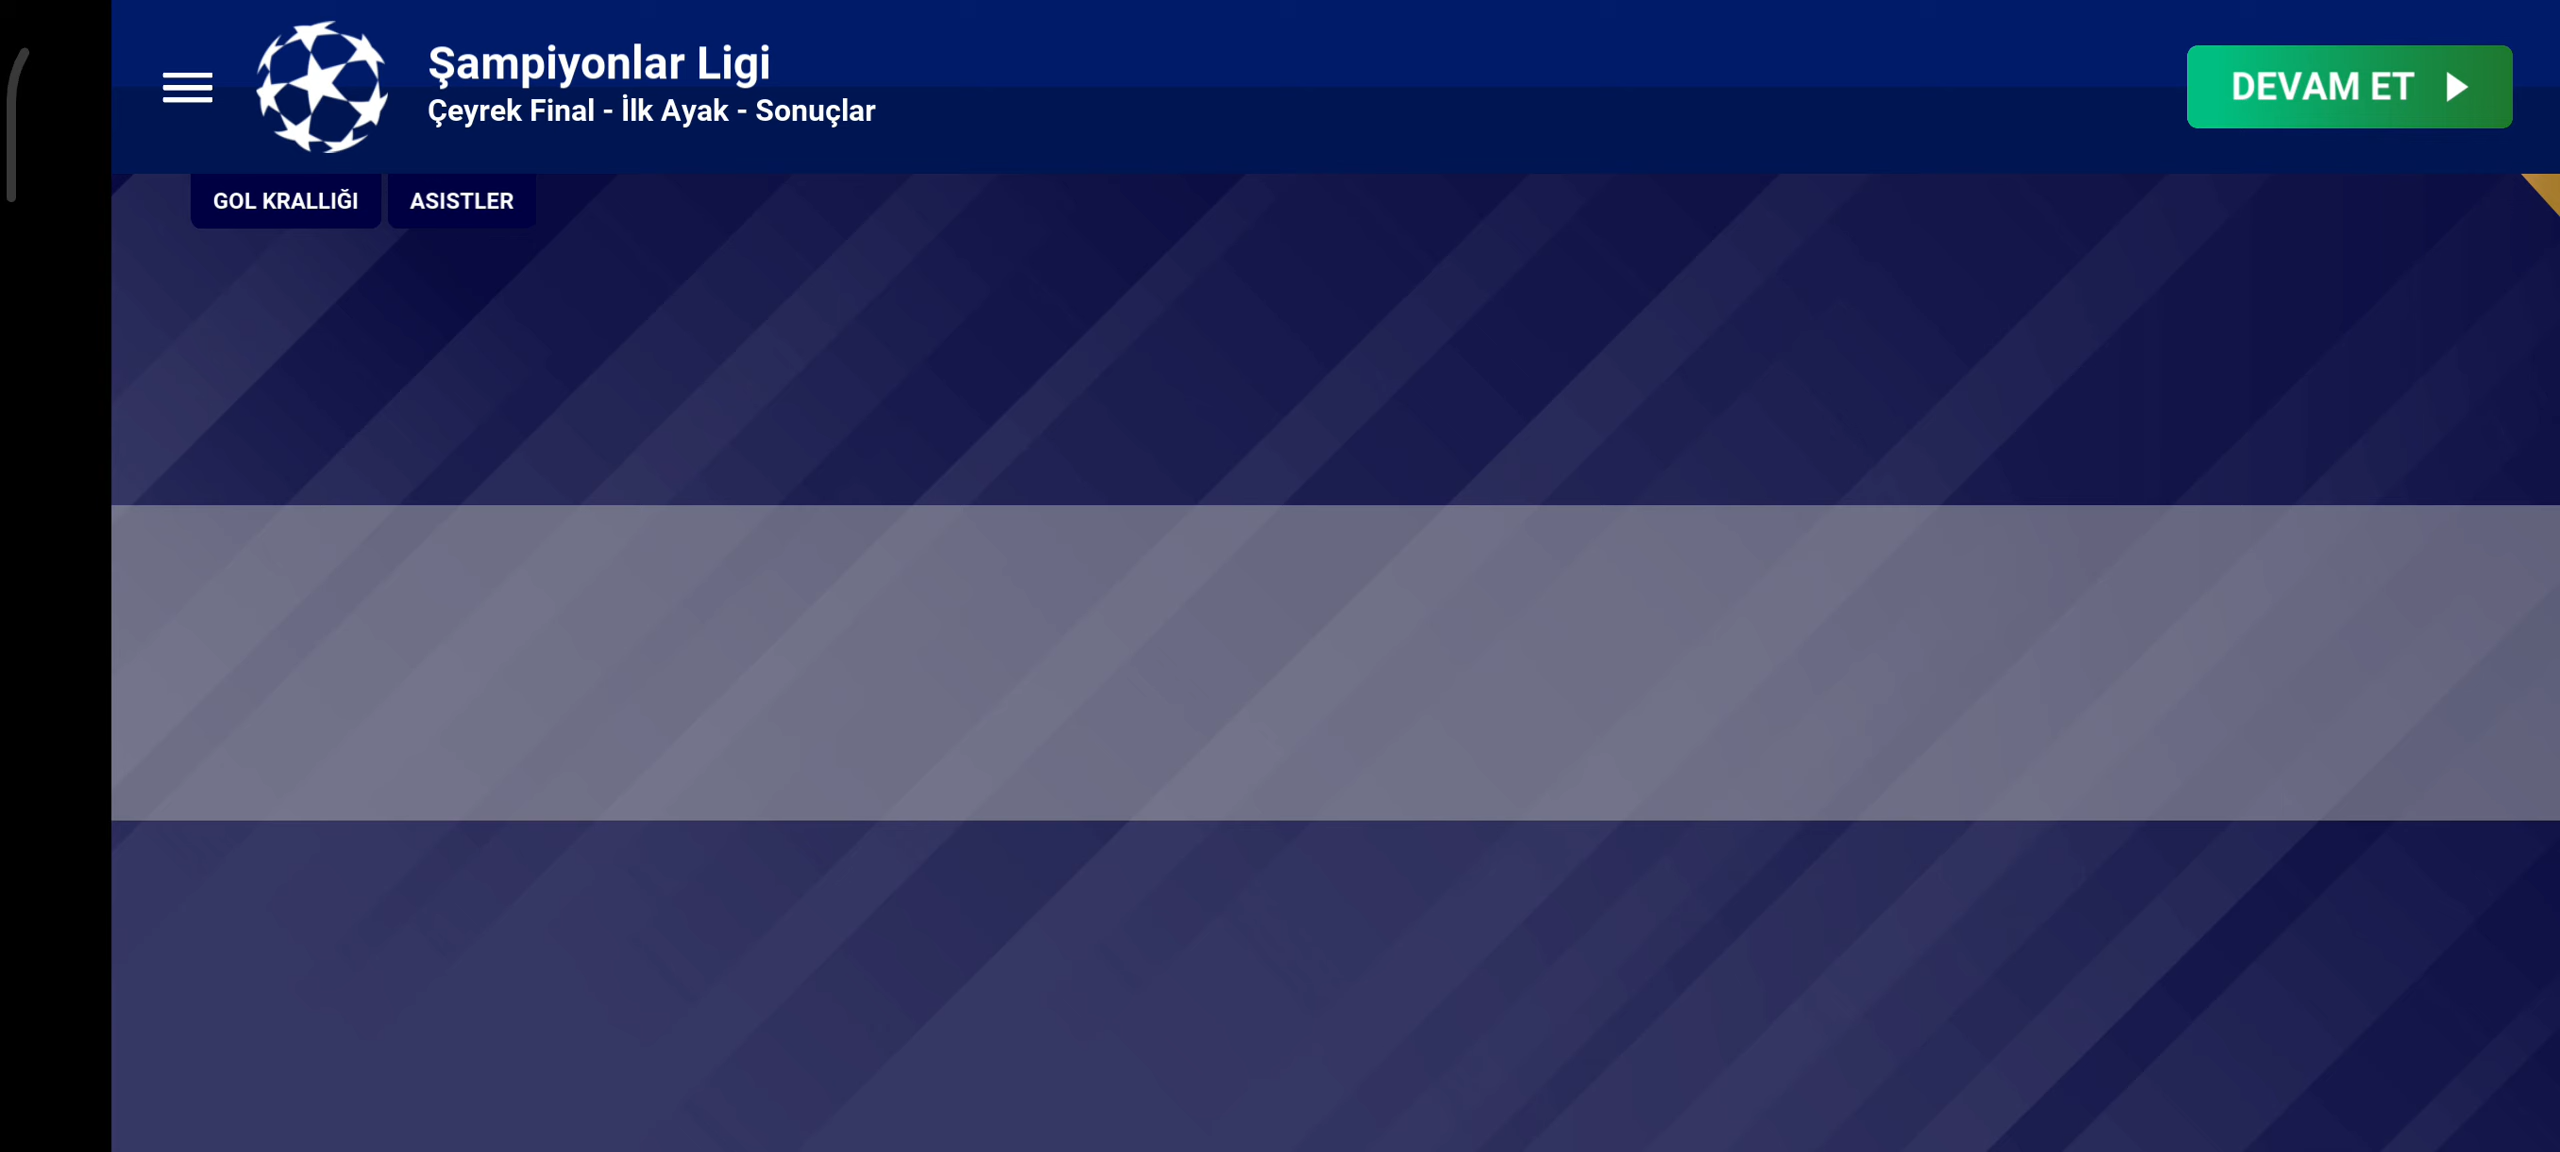 Şampiyonlar Ligi
Çeyrek Final - İlk Ayak - Sonuçlar
DEVAM ET
GOL KRALLIĞI
ASISTLER